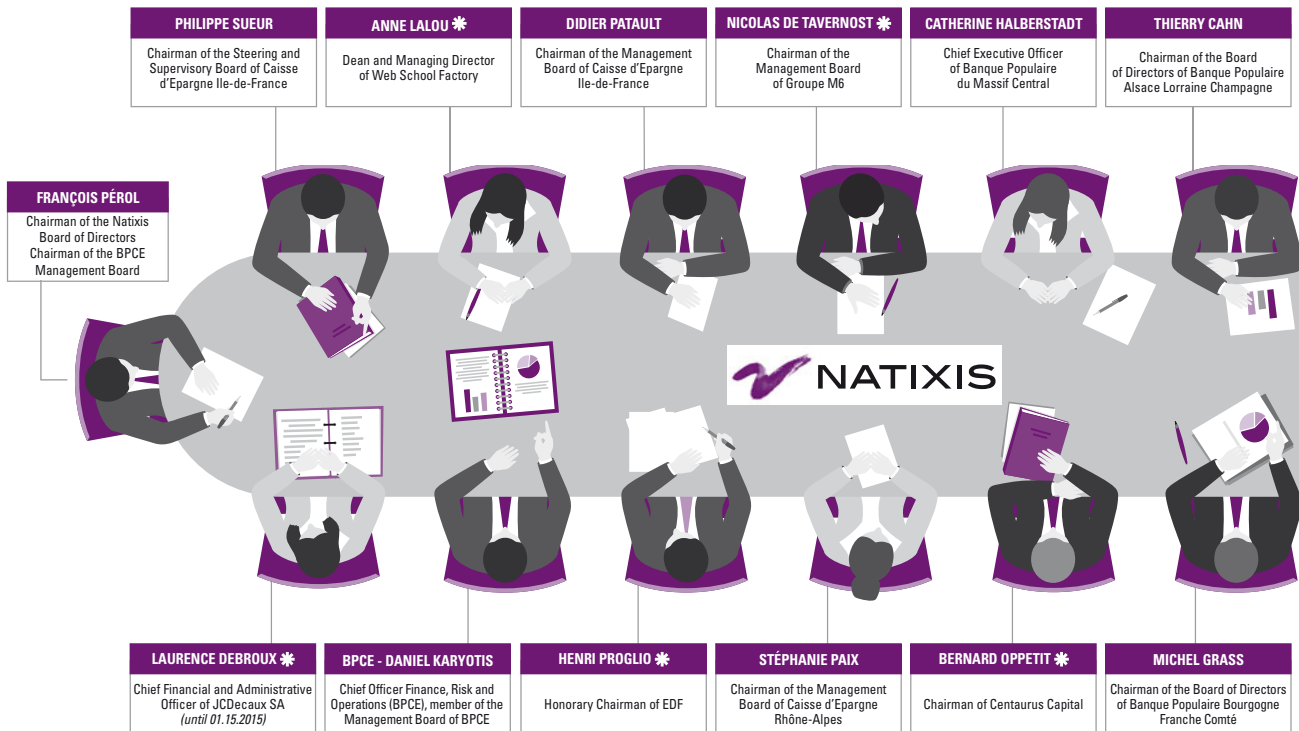 PHILIPPE SUEUR
Chairman of the Steering and
Supervisory Board of Caisse
d'Epargne Ile-de-France
ANNE LALOU ✱
Dean and Managing Director
of Web School Factory
DIDIER PATAULT
Chairman of the Management
Board of Caisse d'Epargne
Ile-de-France
NICOLAS DE TAVERNOST ✱
Chairman of the
Management Board
of Groupe M6
CATHERINE HALBERSTADT
Chief Executive Officer
of Banque Populaire
du Massif Central
THIERRY CAHN
Chairman of the Board
of Directors of Banque Populaire
Alsace Lorraine Champagne
FRANÇOIS PÉROL
Chairman of the Natixis
Board of Directors
Chairman of the BPCE
Management Board
NATIXIS
LAURENCE DEBROUX ✱
Chief Financial and Administrative
Officer of JCDecaux SA
(until 01.15.2015)
BPCE - DANIEL KARYOTIS
Chief Officer Finance, Risk and
Operations (BPCE), member of the
Management Board of BPCE
HENRI PROGLIO ✱
Honorary Chairman of EDF
STÉPHANIE PAIX
Chairman of the Management
Board of Caisse d'Epargne
Rhône-Alpes
BERNARD OPPETIT ✱
Chairman of Centaurus Capital
MICHEL GRASS
Chairman of the Board of Directors
of Banque Populaire Bourgogne
Franche Comté